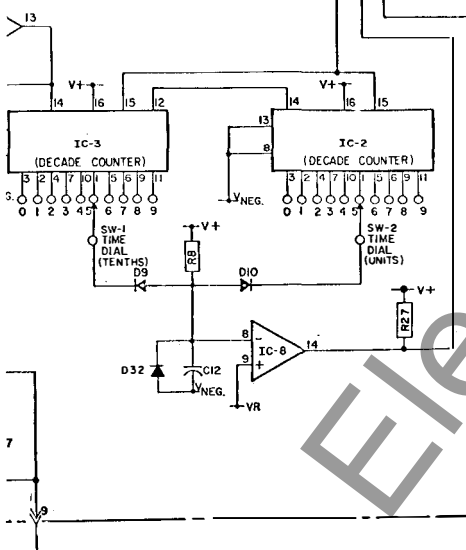 13
V+
V+
14 16 15 12
14 16 15
13
8
IC-3
(DECADE COUNTER)
IC-2
(DECADE COUNTER)
3 2 4 7 10 1 5 6 9 11
3 2 4 7 10 1 5 6 9 11
G.
0 1 2 3 4 5 6 7 8 9
VNEG.
0 1 2 3 4 5 6 7 8 9
SW-1
TIME
DIAL
(TENTHS)
V+
SW-2
TIME
DIAL
(UNITS)
R8
D9
D10
V+
R27
8 -
IC-8
14
9 +
D32
C12
VNEG.
VR
7
9
Ele